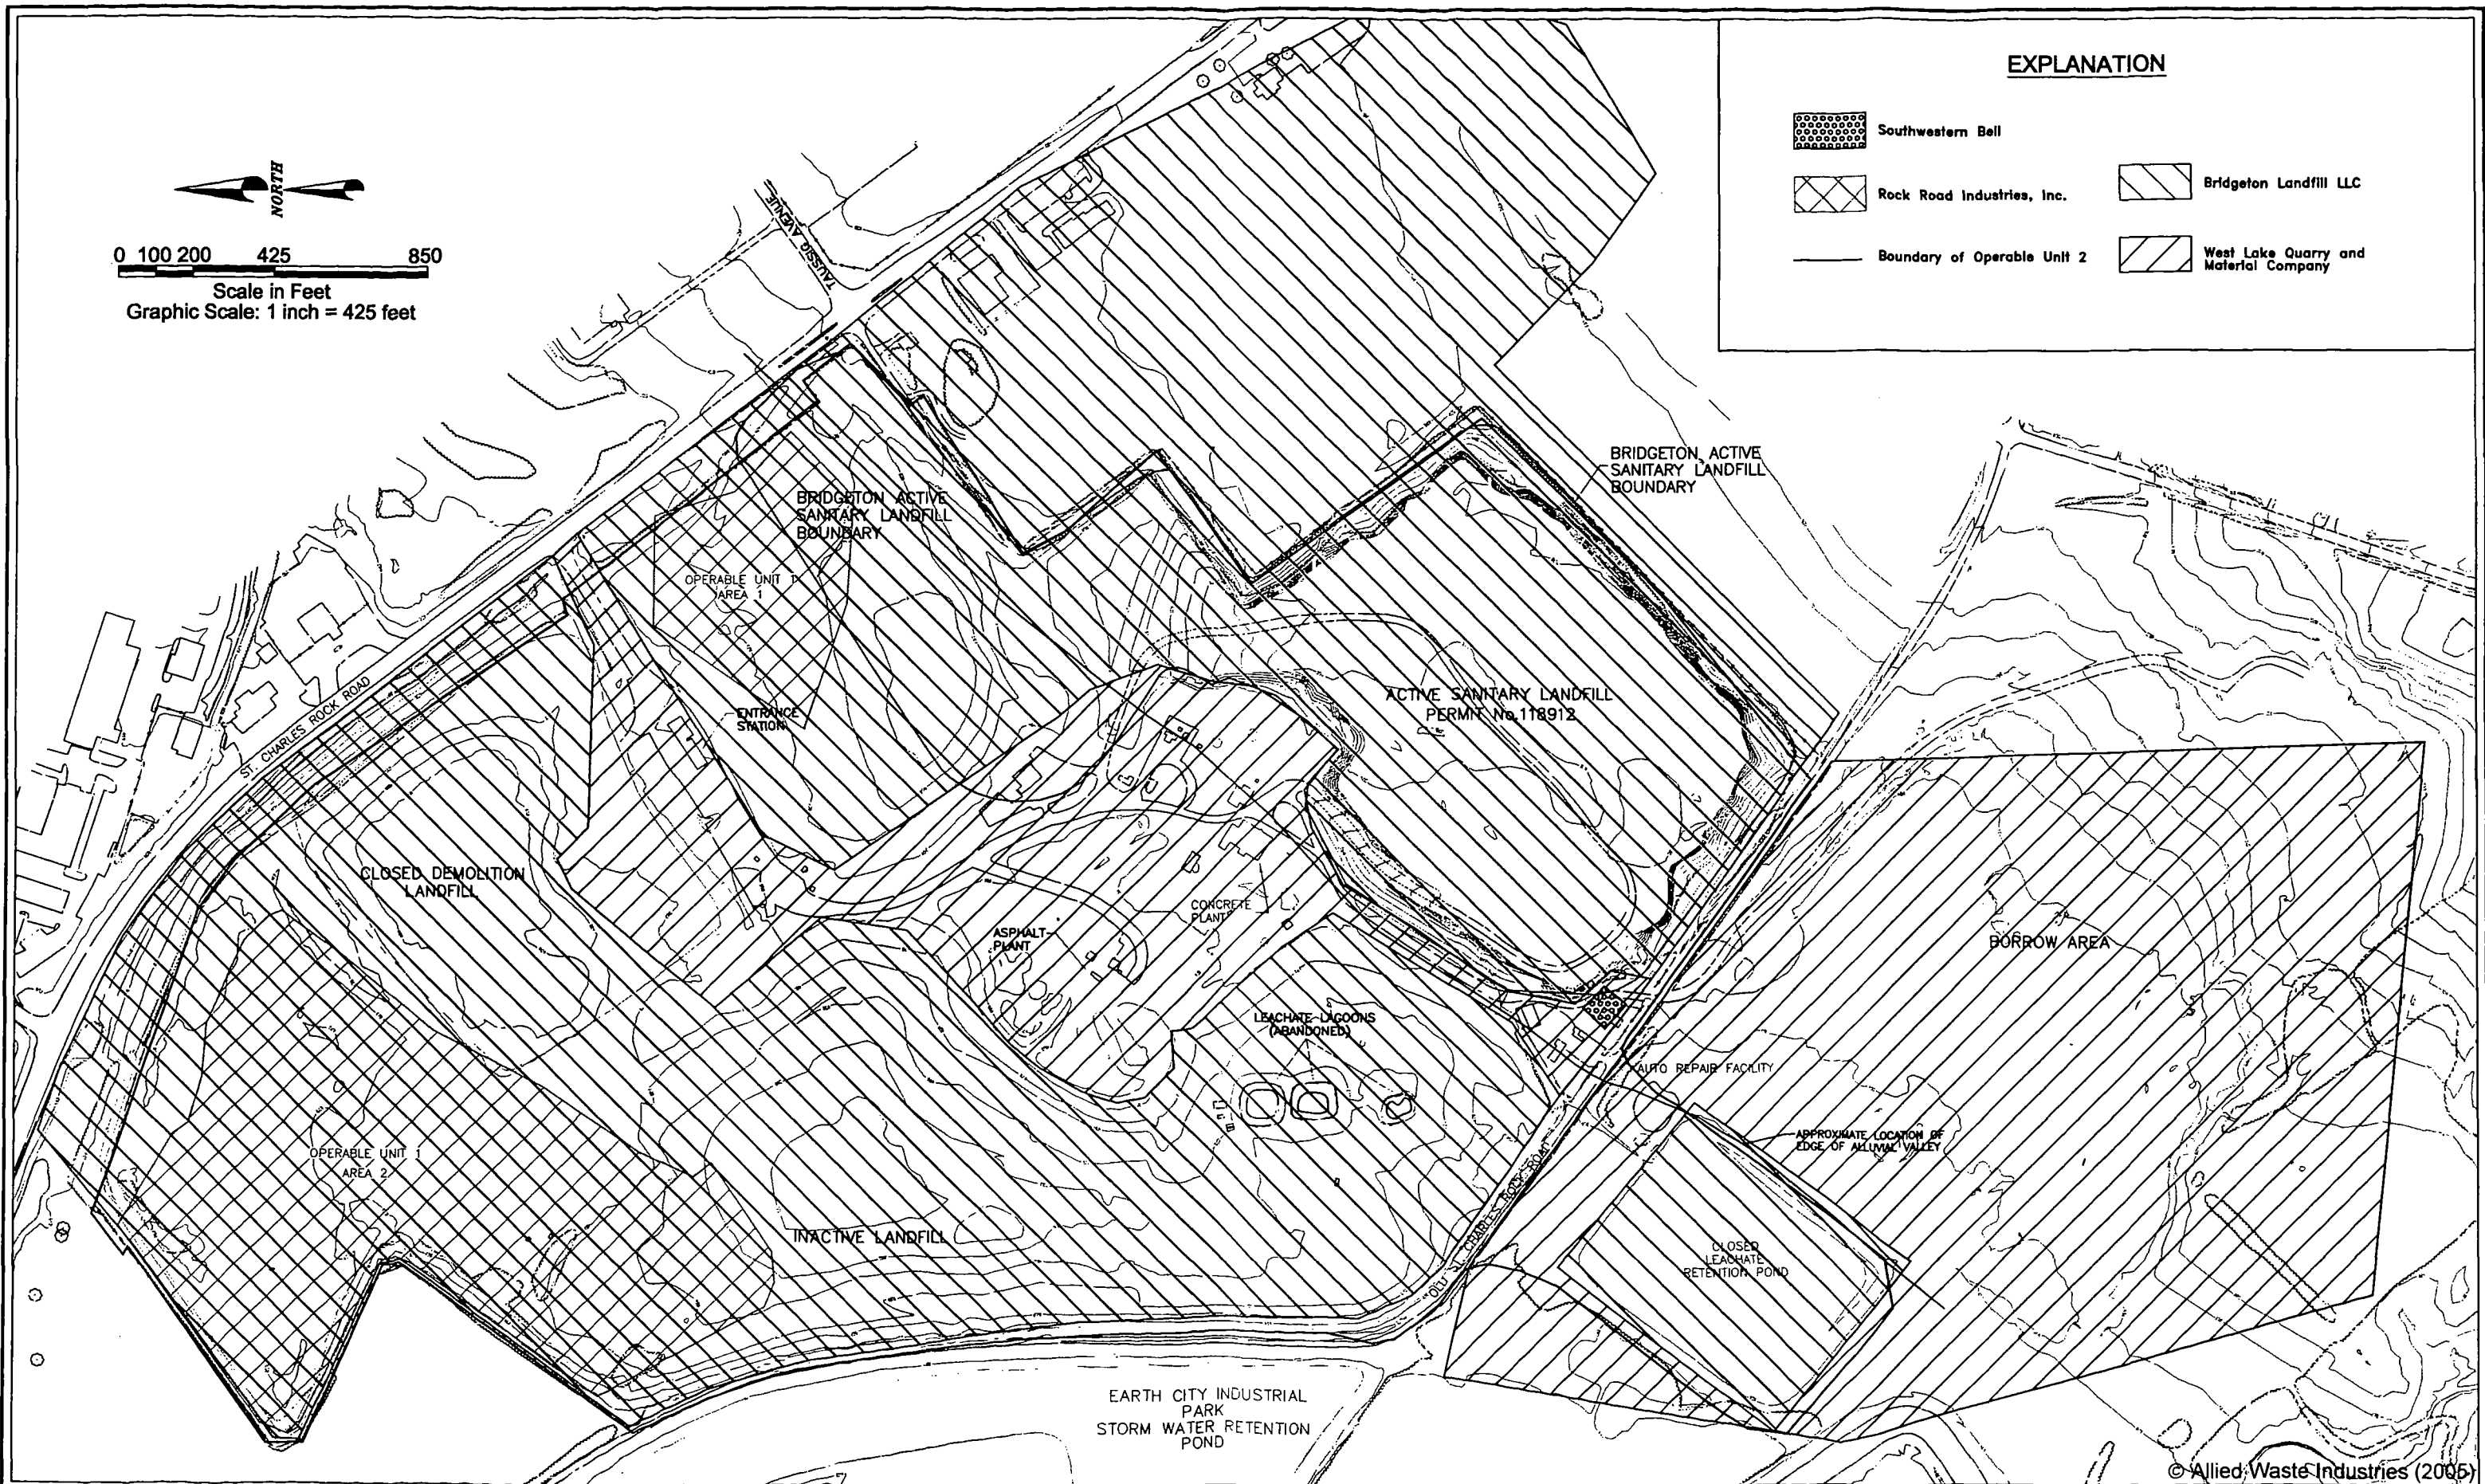 EXPLANATION
Southwestern Bell
Rock Road Industries, Inc.
Bridgeton Landfill LLC
Boundary of Operable Unit 2
West Lake Quarry and
Material Company
NORTH
0 100 200 425 850
Scale in Feet
Graphic Scale: 1 inch = 425 feet
TAUSSIG AVENUE
BRIDGETON ACTIVE
SANITARY LANDFILL
BOUNDARY
BRIDGETON ACTIVE
SANITARY LANDFILL
BOUNDARY
OPERABLE UNIT 1
AREA 1
ST. CHARLES ROCK ROAD
ENTRANCE
STATION
ACTIVE SANITARY LANDFILL
PERMIT No.118912
CLOSED DEMOLITION
LANDFILL
CONCRETE
PLANT
ASPHALT
PLANT
BORROW AREA
LEACHATE LAGOONS
(ABANDONED)
AUTO REPAIR FACILITY
APPROXIMATE LOCATION OF
EDGE OF ALLUVIAL VALLEY
OPERABLE UNIT 1
AREA 2
INACTIVE LANDFILL
OLD ST. CHARLES ROCK ROAD
CLOSED
LEACHATE
RETENTION POND
EARTH CITY INDUSTRIAL
PARK
STORM WATER RETENTION
POND
© Allied Waste Industries (2005)